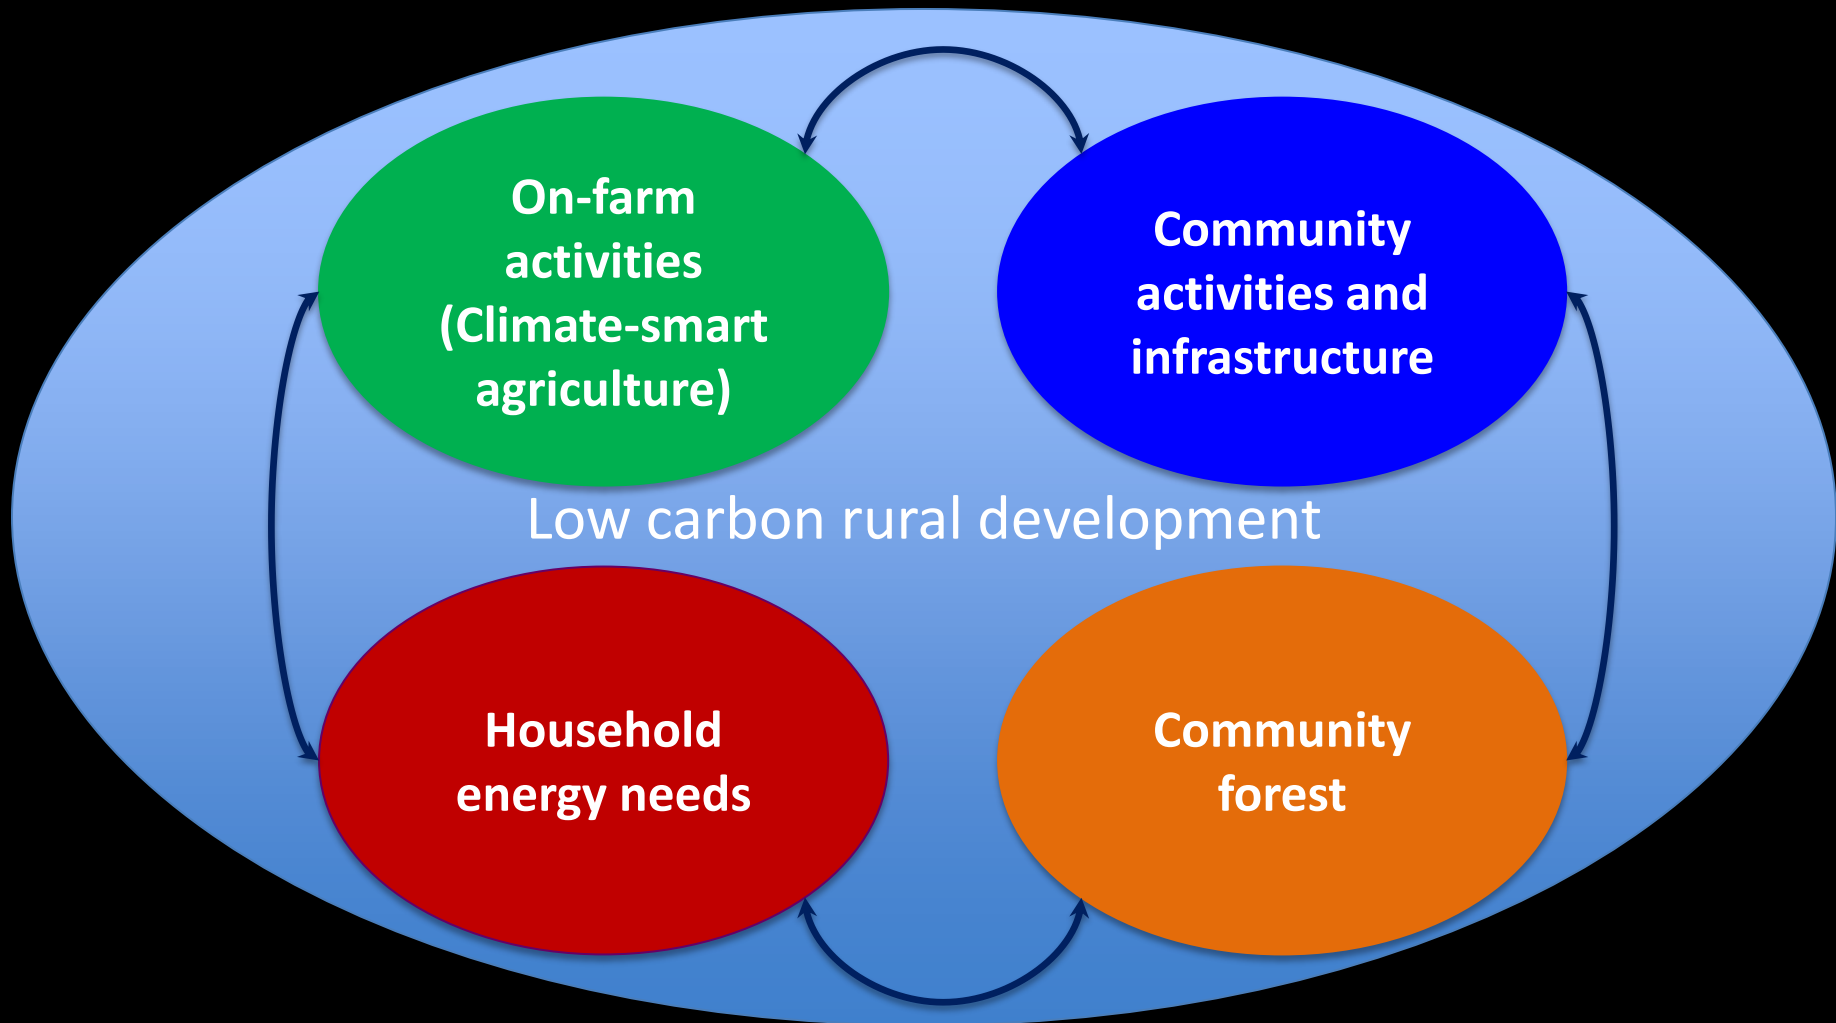 On-farm
activities
(Climate-smart
agriculture)
Community
activities and
infrastructure
Low carbon rural development
Household
energy needs
Community
forest